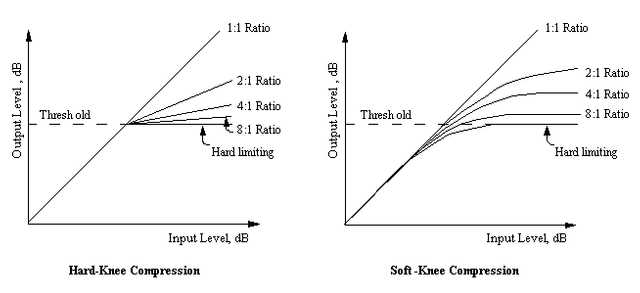 1:1 Ratio
2:1 Ratio
4:1 Ratio
8:1 Ratio
Thresh old
Hard limiting
Output Level , dB
Input Level, dB
Hard-Knee Compression
1:1 Ratio
2:1 Ratio
4:1 Ratio
8:1 Ratio
Thresh old
Hard limiting
Output Level , dB
Input Level, dB
Soft -Knee Compression